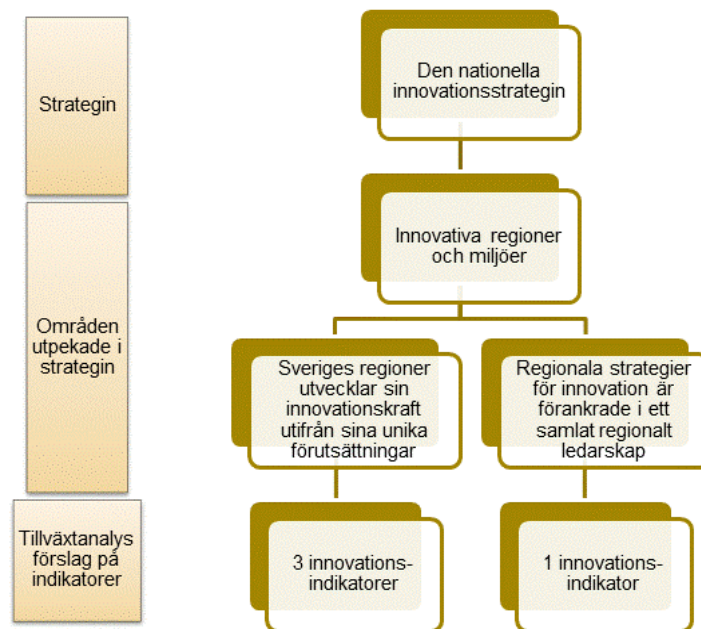 Strategin
Den nationella
innovationsstrategin
Områden
utpekade i
strategin
Innovativa regioner
och miljöer
Sveriges regioner
utvecklar sin
innovationskraft
utifrån sina unika
förutsättningar
Regionala strategier
för innovation är
förankrade i ett
samlat regionalt
ledarskap
Tillväxtanalys
förslag på
indikatorer
3 innovations-
indikatorer
1 innovations-
indikator